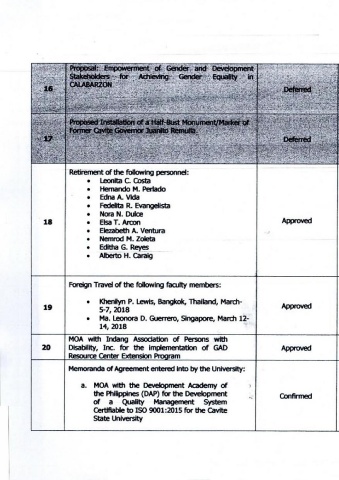 16
Proposal: Empowerment of Gender and Development
Stakeholders for Achieving Gender Equality in
CALABARZON
Deferred
17
Proposed Installation of a Half-Bust Monument/Marker of
Former Cavite Governor Juanito Remulla.
Deferred
18
Retirement of the following personnel:
• Leonita C. Costa
• Hernando M. Perlado
• Edna A. Vida
• Fedelita R. Evangelista
• Nora N. Dulce
• Elsa T. Arcon
• Elezabeth A. Ventura
• Nemrod M. Zoleta
• Editha G. Reyes
• Alberto H. Caraig
Approved
19
Foreign Travel of the following faculty members:
• Khenilyn P. Lewis, Bangkok, Thailand, March-
5-7, 2018
• Ma. Leonora D. Guerrero, Singapore, March 12-
14, 2018
Approved
20
MOA with Indang Association of Persons with
Disability, Inc. for the implementation of GAD
Resource Center Extension Program
Approved
Memoranda of Agreement entered into by the University:
a. MOA with the Development Academy of
the Philippines (DAP) for the Development
of a Quality Management System
Certifiable to ISO 9001:2015 for the Cavite
State University
Confirmed